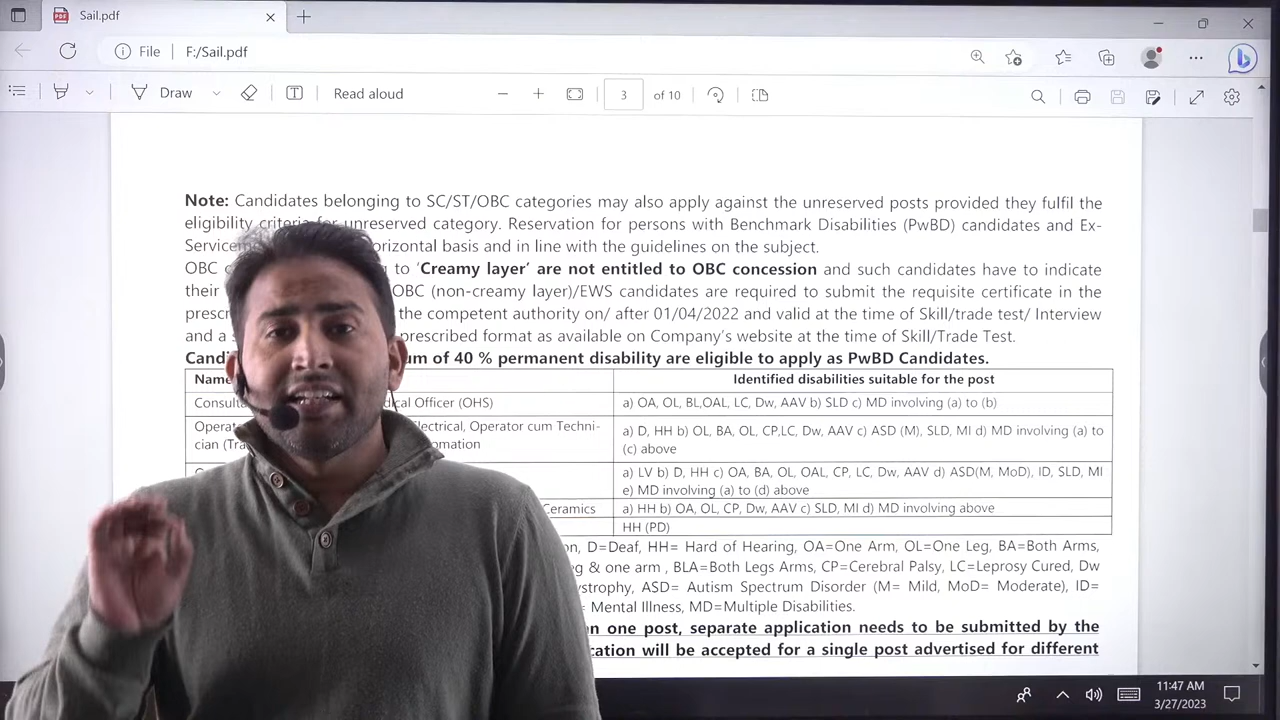 Sail.pdf
File F:/Sail.pdf
Draw Read aloud 3 of 10
Note: Candidates belonging to SC/ST/OBC categories may also apply against the unreserved posts provided they fulfil the
eligibility criteria for unreserved category. Reservation for persons with Benchmark Disabilities (PwBD) candidates and Ex-
Service orizontal basis and in line with the guidelines on the subject.
OBC c g to ‘Creamy layer’ are not entitled to OBC concession and such candidates have to indicate
their OBC (non-creamy layer)/EWS candidates are required to submit the requisite certificate in the
prescr the competent authority on/ after 01/04/2022 and valid at the time of Skill/trade test/ Interview
and a s prescribed format as available on Company’s website at the time of Skill/Trade Test.
Candi um of 40 % permanent disability are eligible to apply as PwBD Candidates.
Name Identified disabilities suitable for the post
Consulta dical Officer (OHS) a) OA, OL, BL,OAL, LC, Dw, AAV b) SLD c) MD involving (a) to (b)
Operat lectrical, Operator cum Techni-
cian (Tra omation
a) D, HH b) OL, BA, OL, CP,LC, Dw, AAV c) ASD (M), SLD, MI d) MD involving (a) to
(c) above
a) LV b) D, HH c) OA, BA, OL, OAL, CP, LC, Dw, AAV d) ASD(M, MoD), ID, SLD, MI
e) MD involving (a) to (d) above
Ceramics a) HH b) OA, OL, CP, Dw, AAV c) SLD, MI d) MD involving above
HH (PD)
on, D=Deaf, HH= Hard of Hearing, OA=One Arm, OL=One Leg, BA=Both Arms,
g & one arm , BLA=Both Legs Arms, CP=Cerebral Palsy, LC=Leprosy Cured, Dw
ystrophy, ASD= Autism Spectrum Disorder (M= Mild, MoD= Moderate), ID=
= Mental Illness, MD=Multiple Disabilities.
n one post, separate application needs to be submitted by the
cation will be accepted for a single post advertised for different
11:47 AM
3/27/2023